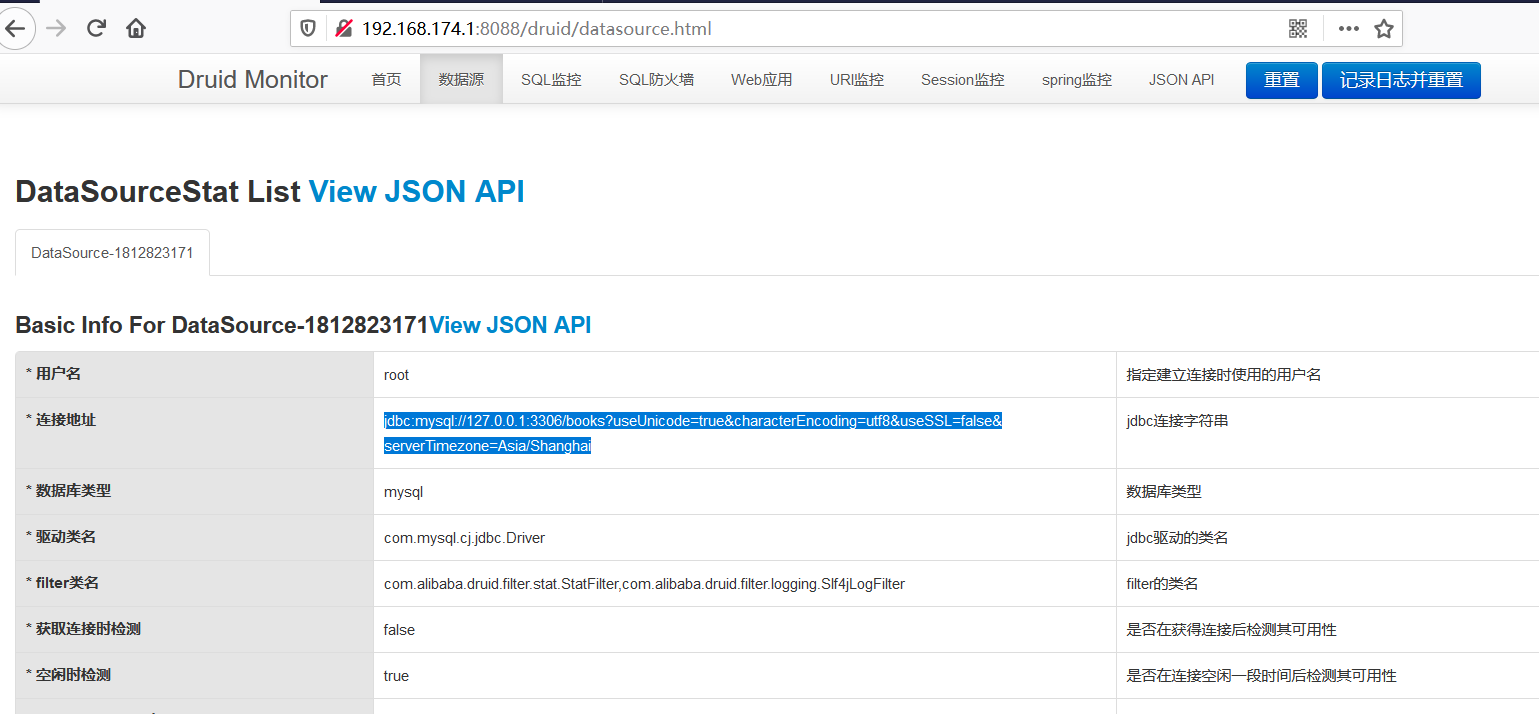 192.168.174.1:8088/druid/datasource.html
Druid Monitor 首页 数据源 SQL监控 SQL防火墙 Web应用 URI监控 Session监控 spring监控 JSON API 重置 记录日志并重置
DataSourceStat List View JSON API
DataSource-1812823171
Basic Info For DataSource-1812823171View JSON API
* 用户名 root 指定建立连接时使用的用户名
* 连接地址 jdbc:mysql://127.0.0.1:3306/books?useUnicode=true&characterEncoding=utf8&useSSL=false& jdbc连接字符串
serverTimezone=Asia/Shanghai
* 数据库类型 mysql 数据库类型
* 驱动类名 com.mysql.cj.jdbc.Driver jdbc驱动的类名
* filter类名 com.alibaba.druid.filter.stat.StatFilter,com.alibaba.druid.filter.logging.Slf4jLogFilter filter的类名
* 获取连接时检测 false 是否在获得连接后检测其可用性
* 空闲时检测 true 是否在连接空闲一段时间后检测其可用性